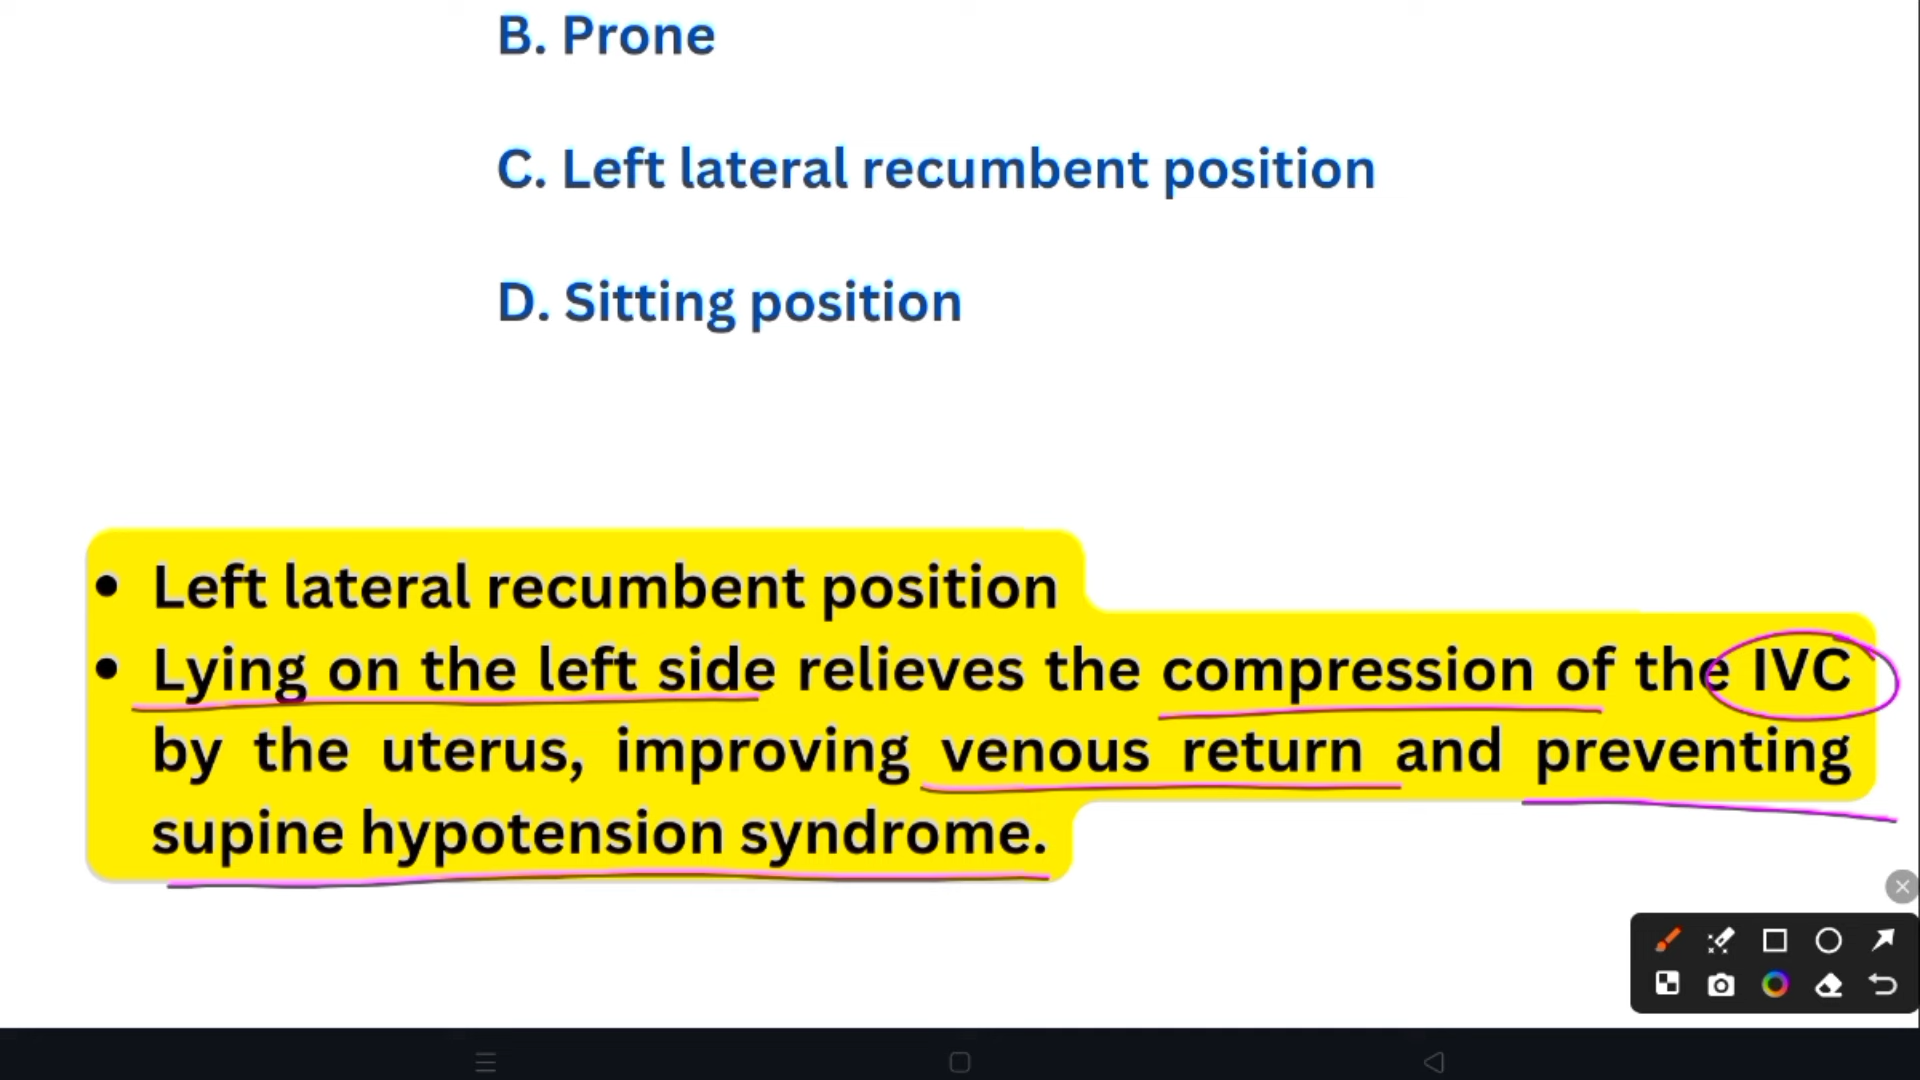 B. Prone
C. Left lateral recumbent position
D. Sitting position
• Left lateral recumbent position
• Lying on the left side relieves the compression of the IVC
by the uterus, improving venous return and preventing
supine hypotension syndrome.